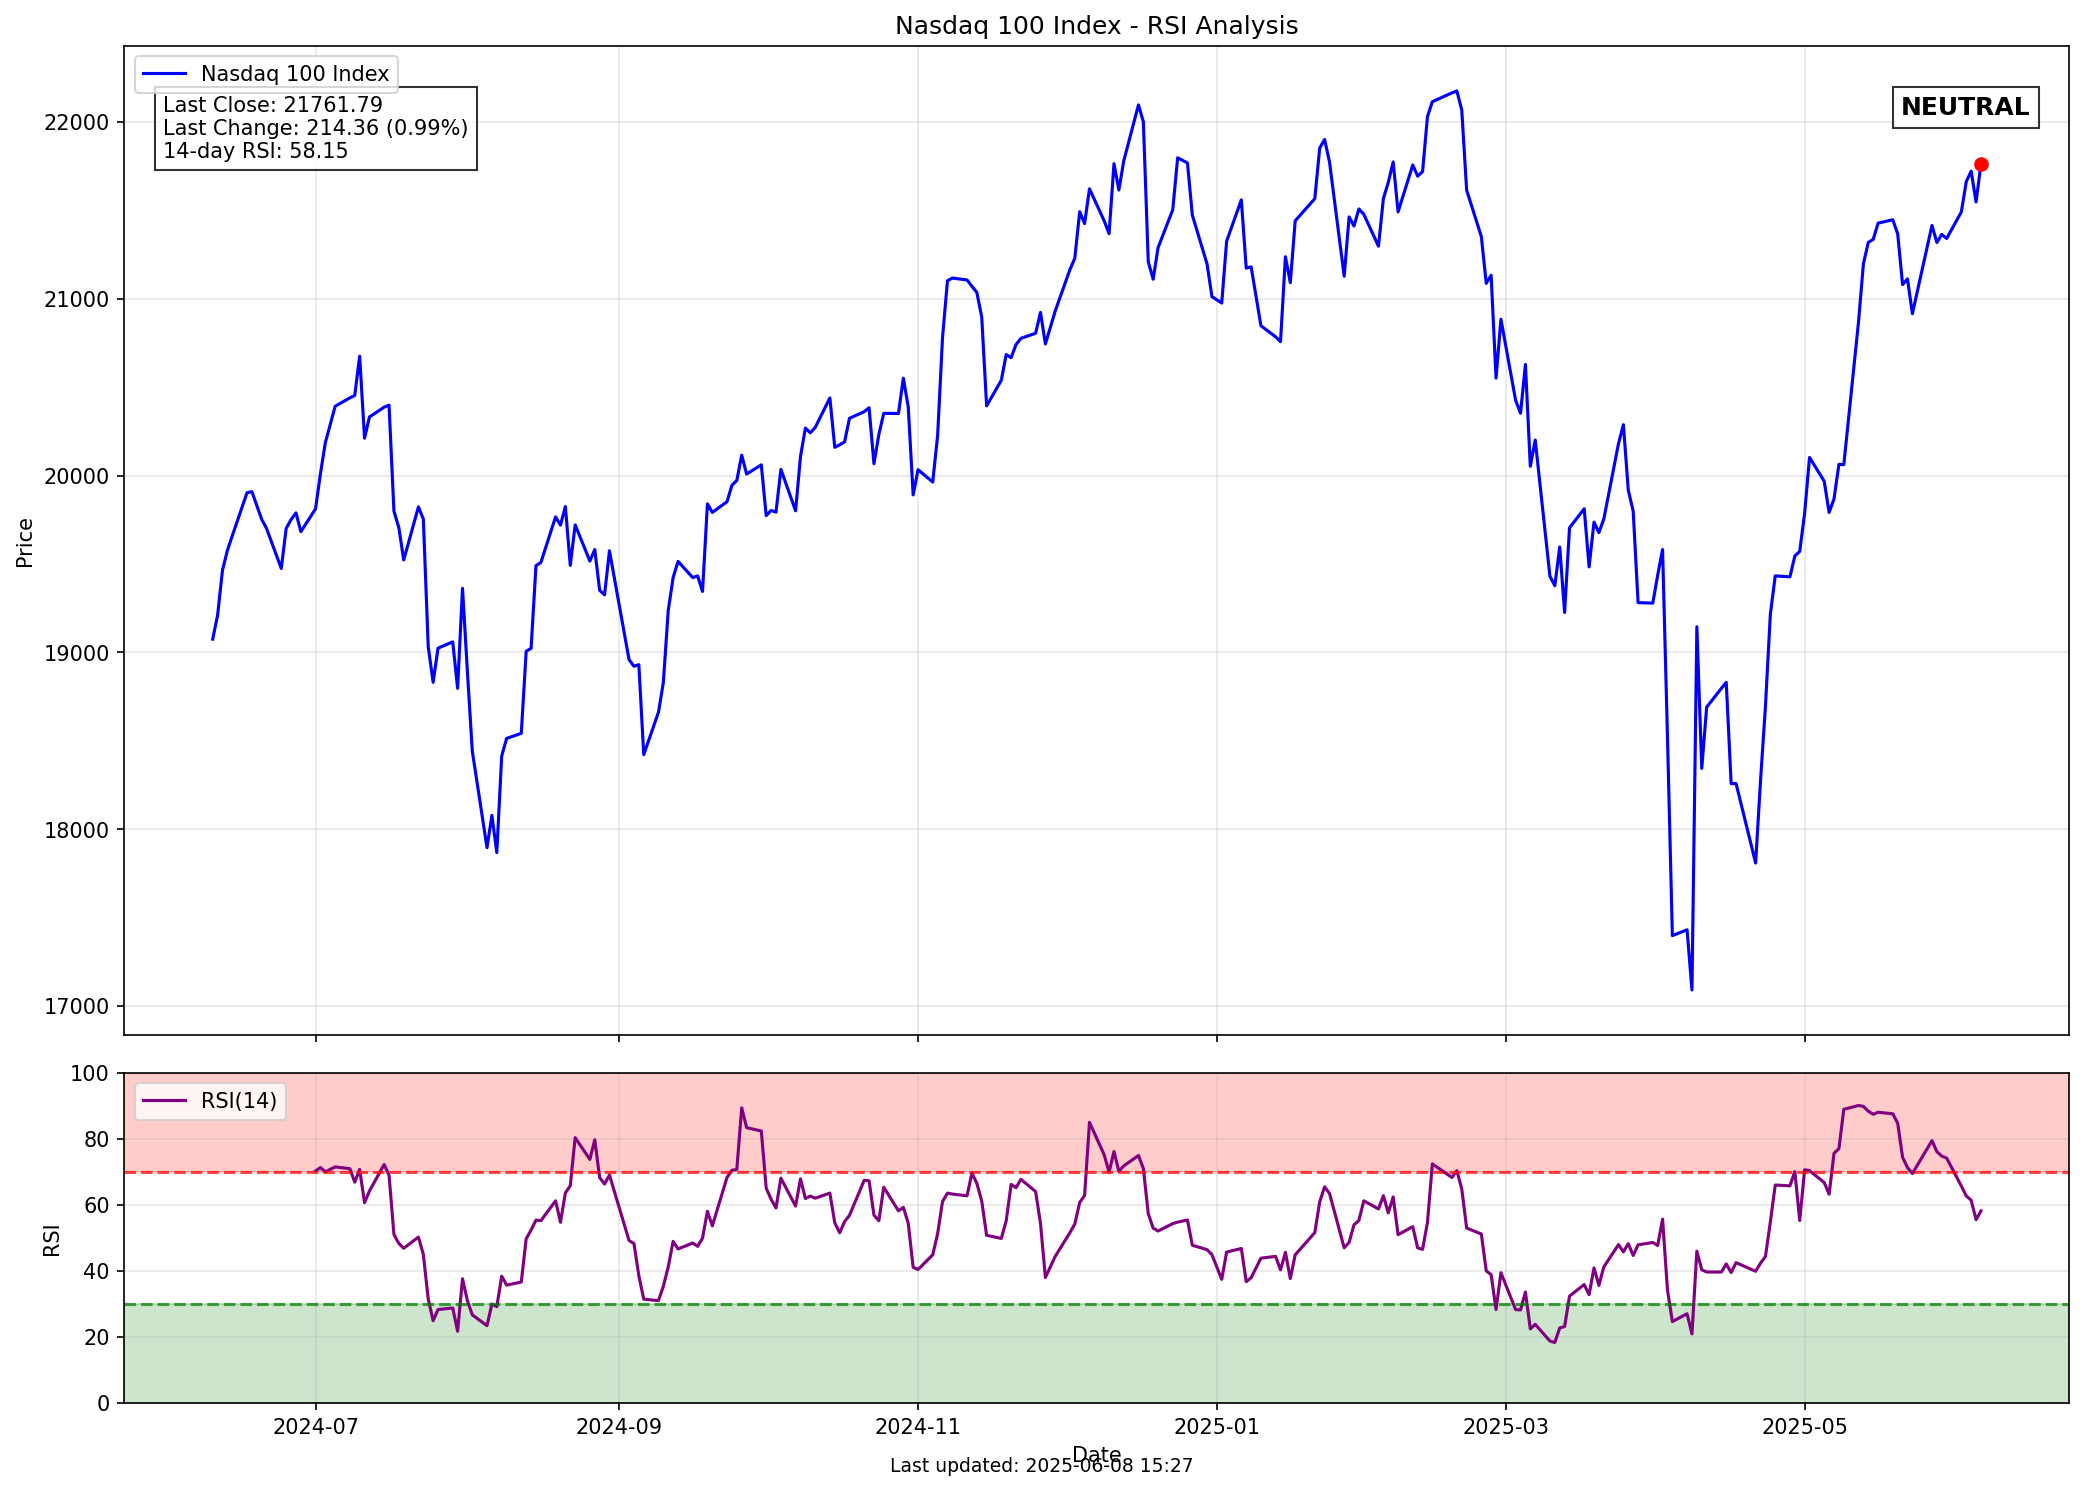 Nasdaq 100 Index - RSI Analysis
Nasdaq 100 Index
Last Close: 21761.79
Last Change: 214.36 (0.99%)
14-day RSI: 58.15
NEUTRAL
Price
22000
21000
20000
19000
18000
17000
RSI(14)
RSI
100
80
60
40
20
0
2024-07
2024-09
2024-11
2025-01
2025-03
2025-05
Date
Last updated: 2025-06-08 15:27